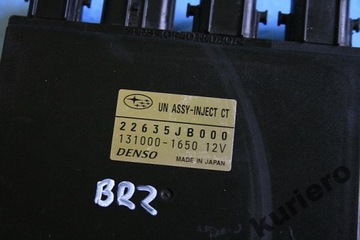 UN ASSY-INJECT CT
22635JB000
131000-1650 12V
DENSO MADE IN JAPAN
BRZ
kuriero